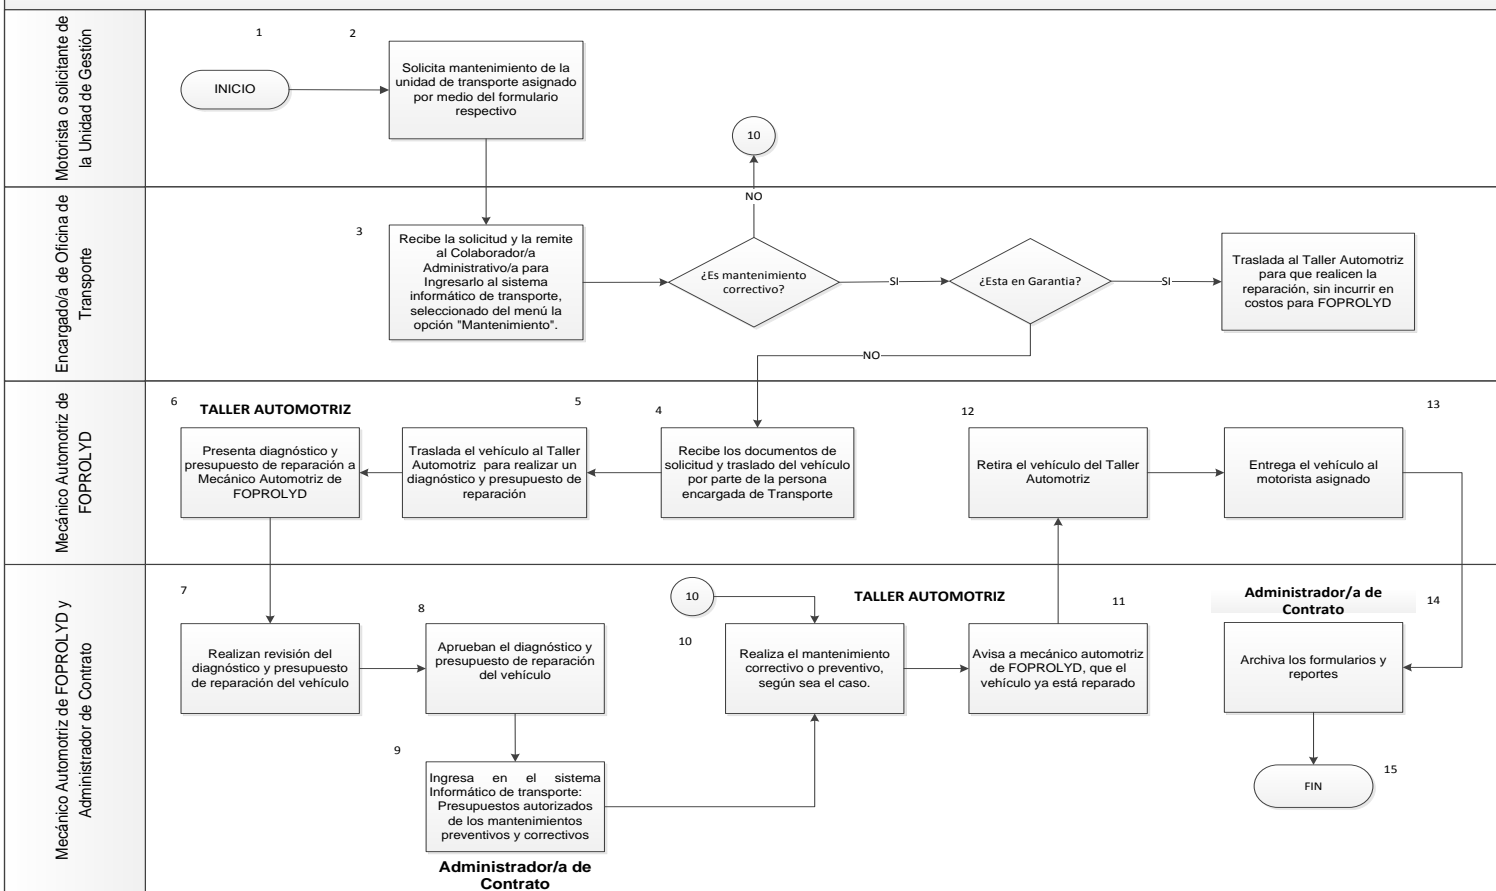 Motorista o solicitante de
la Unidad de Gestión
1
INICIO
2
Solicita mantenimiento de la
unidad de transporte asignado
por medio del formulario
respectivo
10
Encargado/a de Oficina de
Transporte
3
Recibe la solicitud y la remite
al Colaborador/a
Administrativo/a para
Ingresarlo al sistema
informático de transporte,
seleccionado del menú la
opción "Mantenimiento".
NO
¿Es mantenimiento
correctivo?
SI
¿Esta en Garantia?
SI
Traslada al Taller Automotriz
para que realicen la
reparación, sin incurrir en
costos para FOPROLYD
NO
Mecánico Automotriz de
FOPROLYD
6
TALLER AUTOMOTRIZ
Presenta diagnóstico y
presupuesto de reparación a
Mecánico Automotriz de
FOPROLYD
5
Traslada el vehículo al Taller
Automotriz para realizar un
diagnóstico y presupuesto de
reparación
4
Recibe los documentos de
solicitud y traslado del vehículo
por parte de la persona
encargada de Transporte
12
Retira el vehículo del Taller
Automotriz
13
Entrega el vehículo al
motorista asignado
Mecánico Automotriz de FOPROLYD y
Administrador de Contrato
7
Realizan revisión del
diagnóstico y presupuesto
de reparación del vehículo
8
Aprueban el diagnóstico y
presupuesto de reparación
del vehículo
9
Ingresa en el sistema
Informático de transporte:
Presupuestos autorizados
de los mantenimientos
preventivos y correctivos
Administrador/a de
Contrato
10
10
Realiza el mantenimiento
correctivo o preventivo,
según sea el caso.
TALLER AUTOMOTRIZ
11
Avisa a mecánico automotriz
de FOPROLYD, que el
vehículo ya está reparado
Administrador/a de
Contrato
14
Archiva los formularios y
reportes
FIN
15